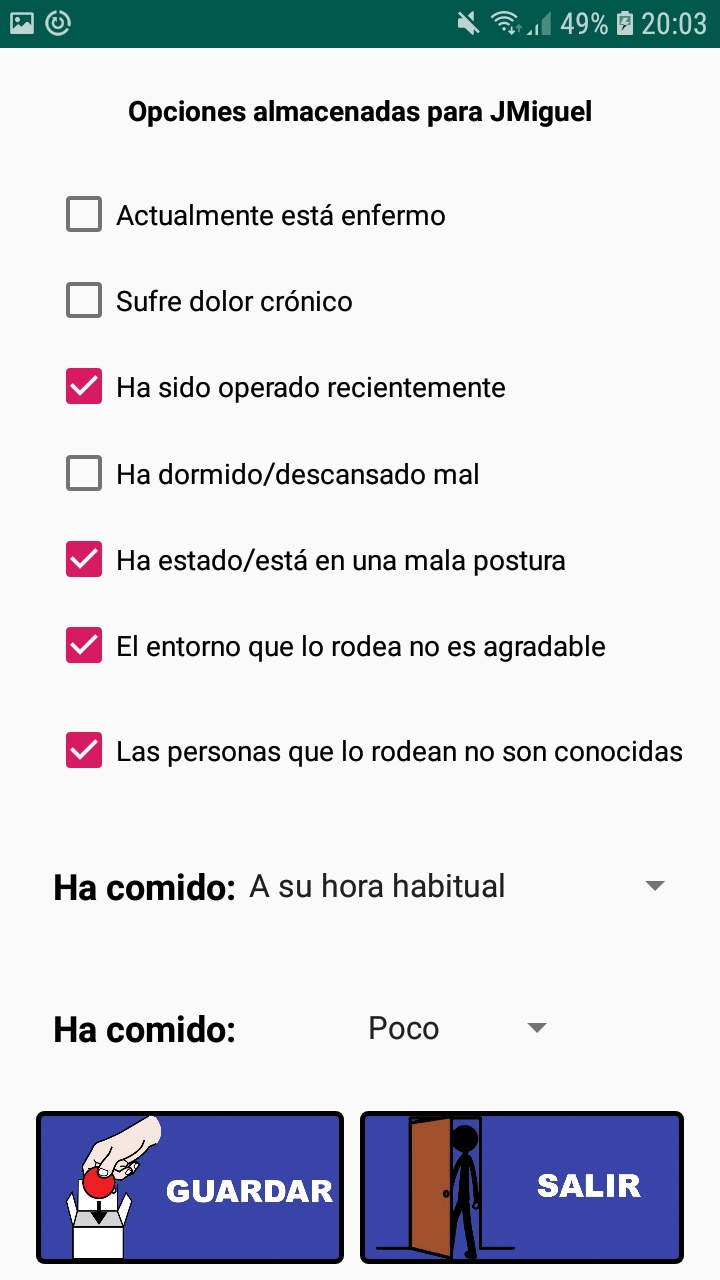 49% 20:03
Opciones almacenadas para JMiguel
Actualmente está enfermo
Sufre dolor crónico
Ha sido operado recientemente
Ha dormido/descansado mal
Ha estado/está en una mala postura
El entorno que lo rodea no es agradable
Las personas que lo rodean no son conocidas
Ha comido: A su hora habitual
Ha comido: Poco
GUARDAR SALIR